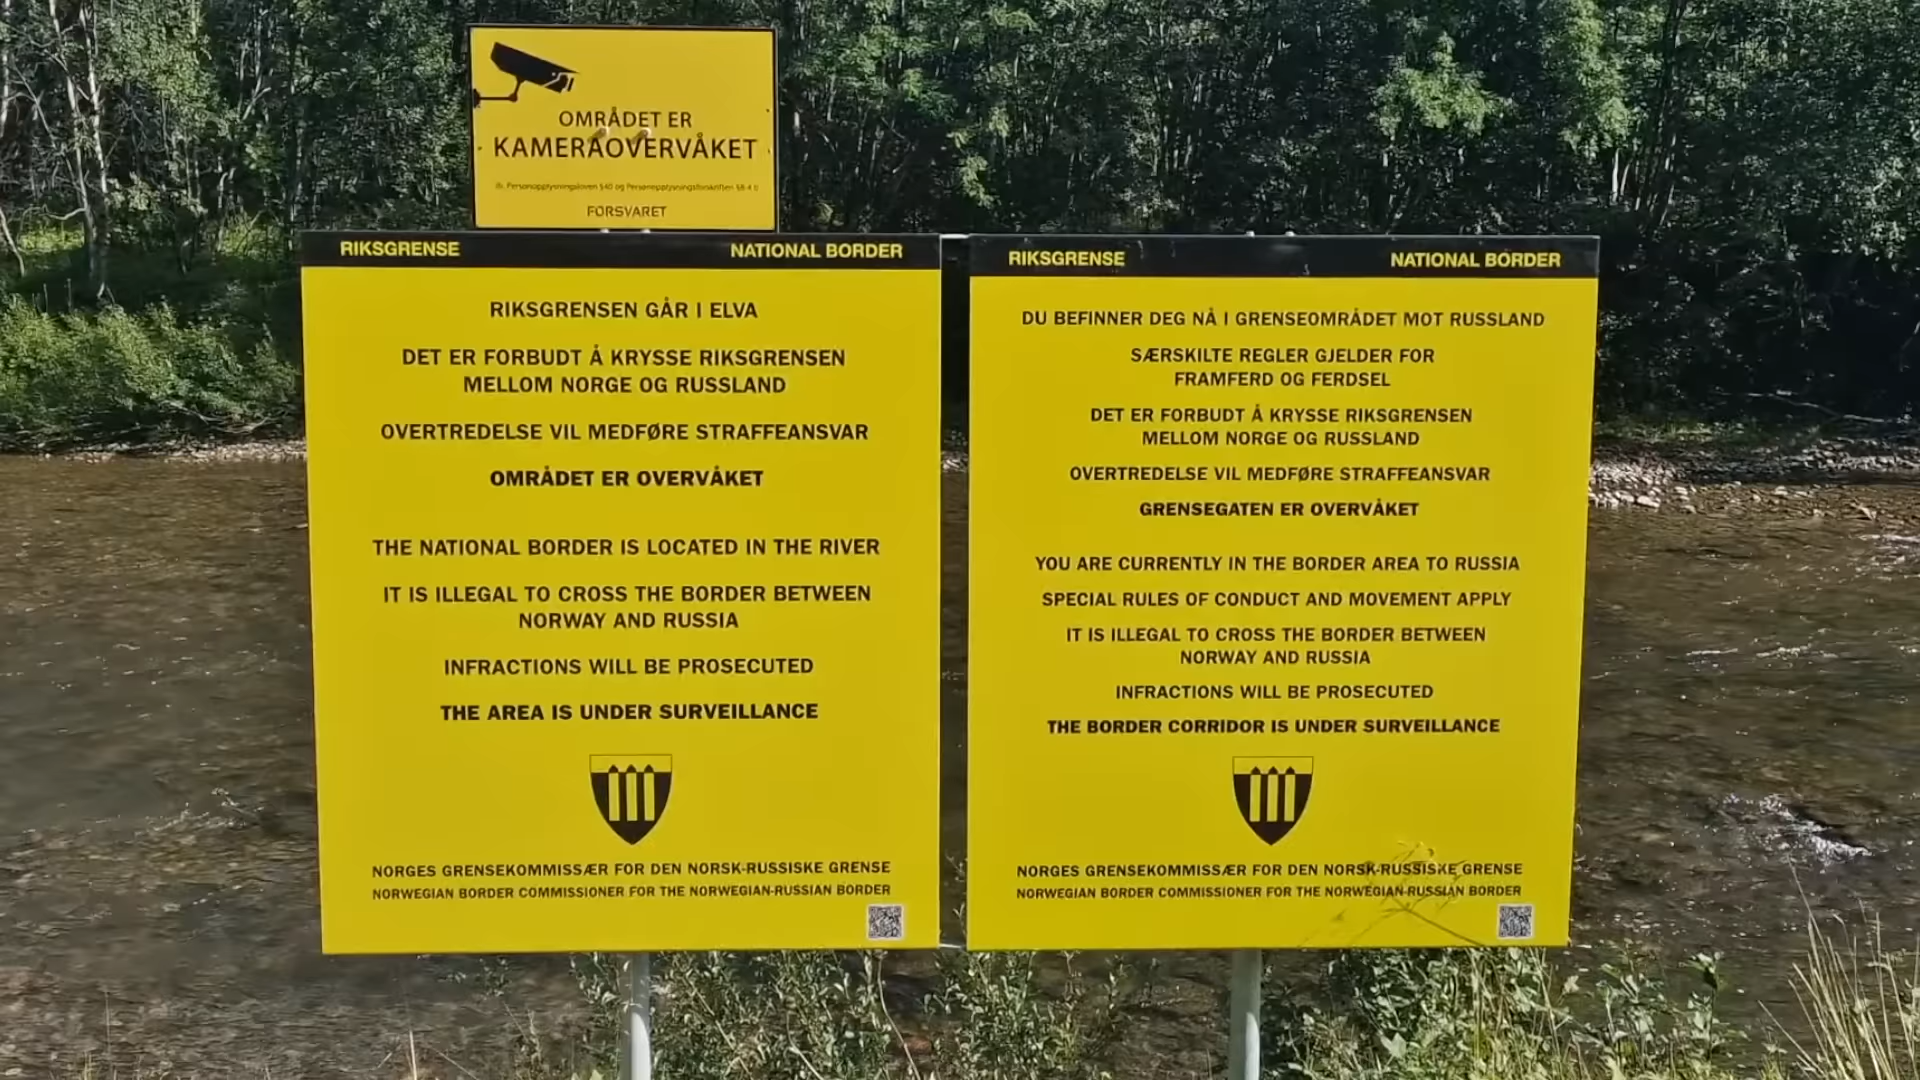 OMRÅDET ER
KAMERAOVERVÅKET
jfr. Personopplysningsloven §40 og Personopplysningsforskriften §8-4
FORSVARET
RIKSGRENSE NATIONAL BORDER
RIKSGRENSEN GÅR I ELVA
DET ER FORBUDT Å KRYSSE RIKSGRENSEN
MELLOM NORGE OG RUSSLAND
OVERTREDELSE VIL MEDFØRE STRAFFEANSVAR
OMRÅDET ER OVERVÅKET
THE NATIONAL BORDER IS LOCATED IN THE RIVER
IT IS ILLEGAL TO CROSS THE BORDER BETWEEN
NORWAY AND RUSSIA
INFRACTIONS WILL BE PROSECUTED
THE AREA IS UNDER SURVEILLANCE
NORGES GRENSEKOMMISSÆR FOR DEN NORSK-RUSSISKE GRENSE
NORWEGIAN BORDER COMMISSIONER FOR THE NORWEGIAN-RUSSIAN BORDER
RIKSGRENSE NATIONAL BORDER
DU BEFINNER DEG NÅ I GRENSEOMRÅDET MOT RUSSLAND
SÆRSKILTE REGLER GJELDER FOR
FRAMFERD OG FERDSEL
DET ER FORBUDT Å KRYSSE RIKSGRENSEN
MELLOM NORGE OG RUSSLAND
OVERTREDELSE VIL MEDFØRE STRAFFEANSVAR
GRENSEGATEN ER OVERVÅKET
YOU ARE CURRENTLY IN THE BORDER AREA TO RUSSIA
SPECIAL RULES OF CONDUCT AND MOVEMENT APPLY
IT IS ILLEGAL TO CROSS THE BORDER BETWEEN
NORWAY AND RUSSIA
INFRACTIONS WILL BE PROSECUTED
THE BORDER CORRIDOR IS UNDER SURVEILLANCE
NORGES GRENSEKOMMISSÆR FOR DEN NORSK-RUSSISKE GRENSE
NORWEGIAN BORDER COMMISSIONER FOR THE NORWEGIAN-RUSSIAN BORDER